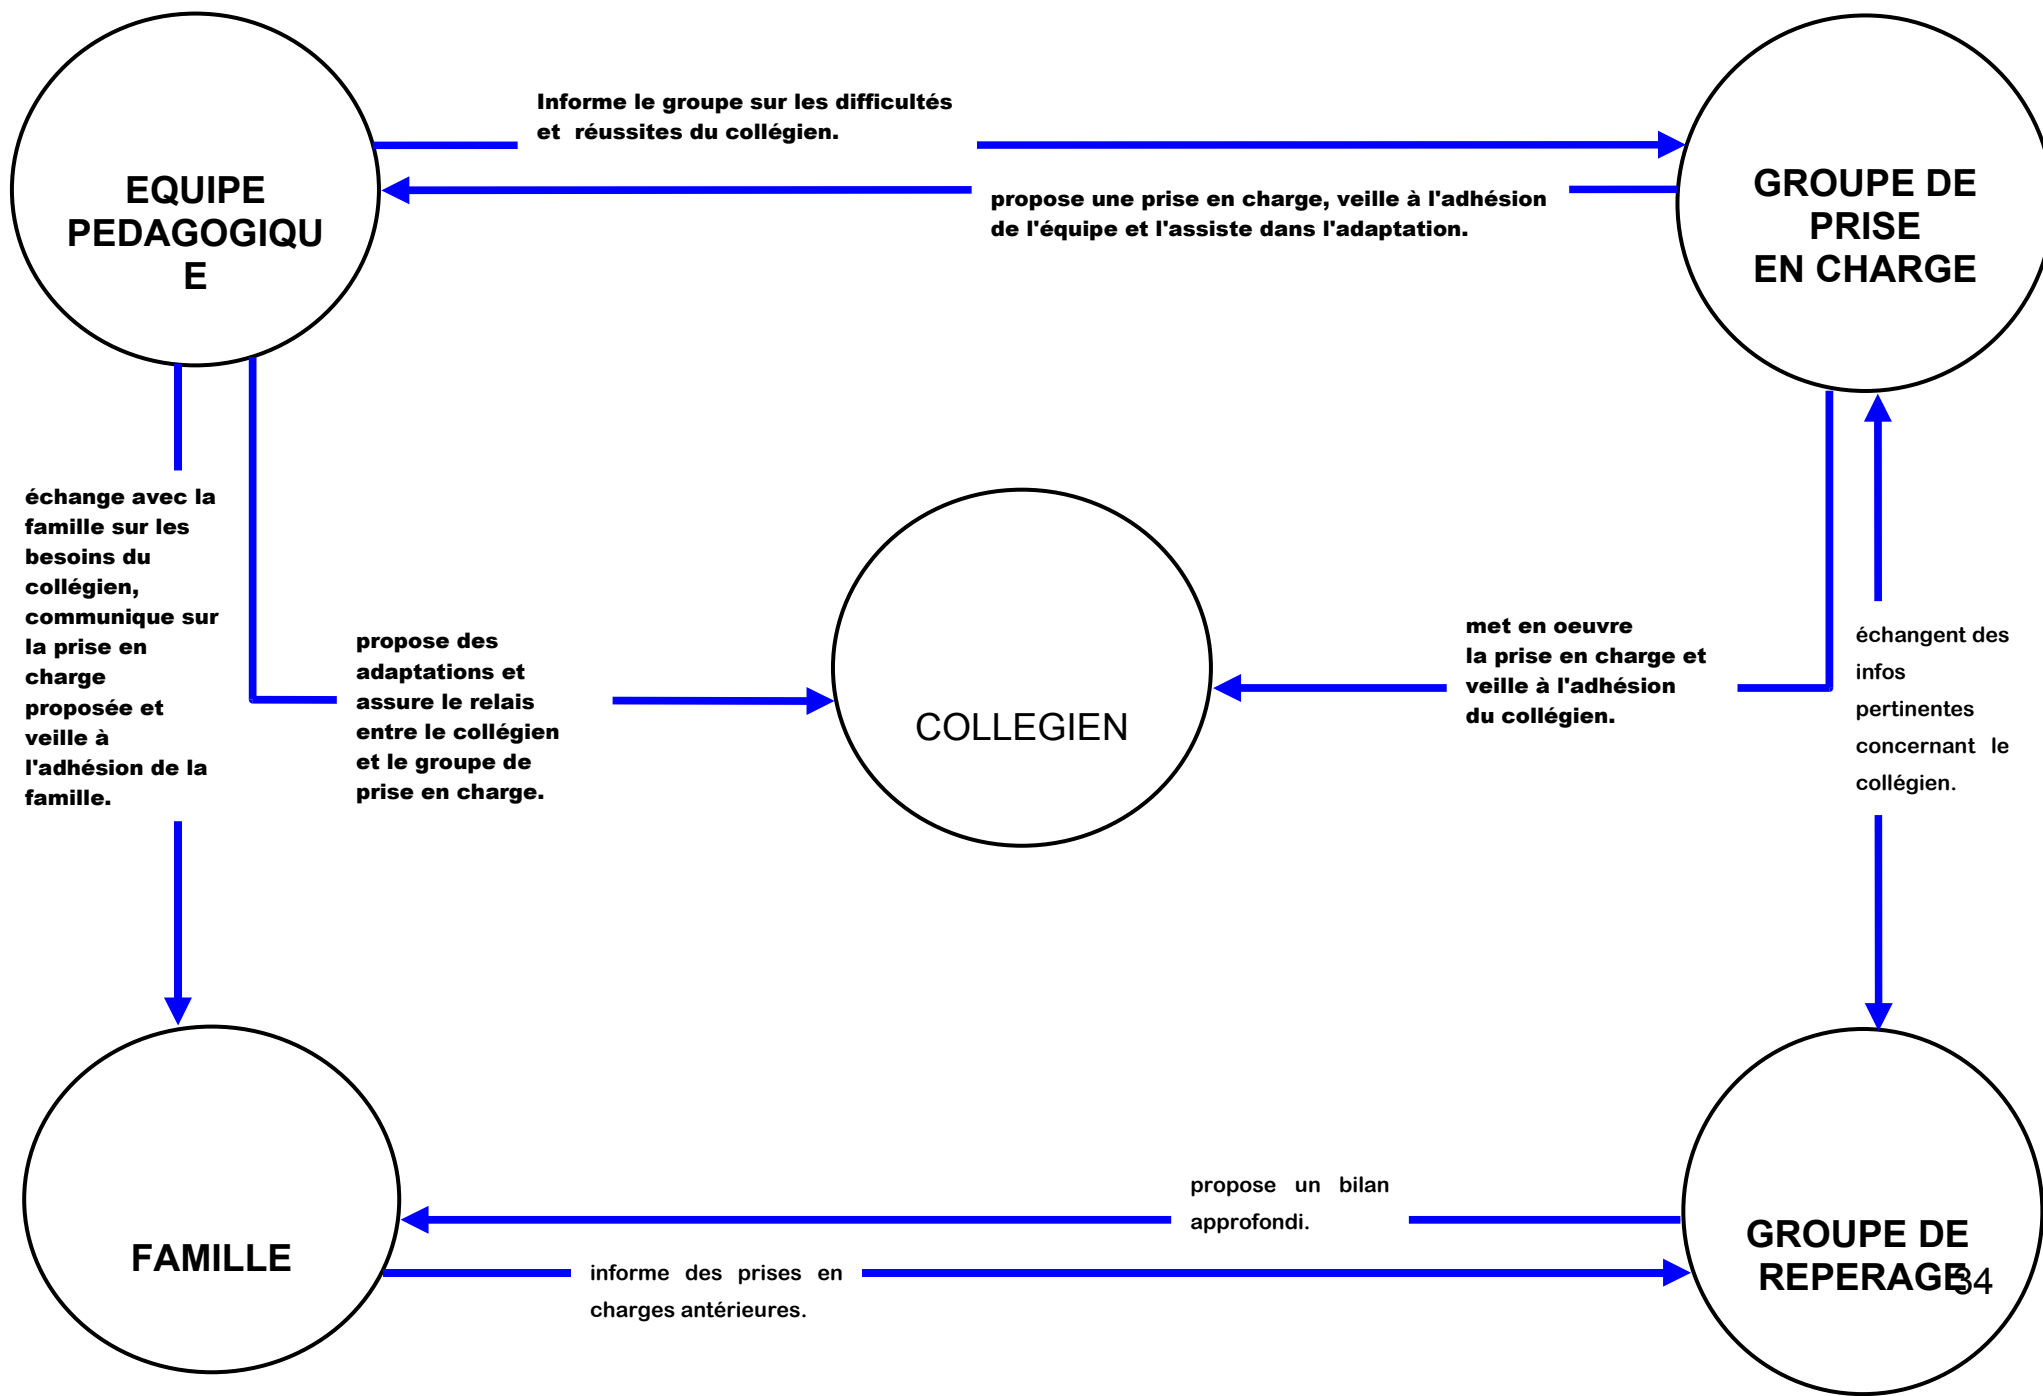 Informe le groupe sur les difficultés
et réussites du collégien.
EQUIPE
PEDAGOGIQU
E
propose une prise en charge, veille à l'adhésion
de l'équipe et l'assiste dans l'adaptation.
GROUPE DE
PRISE
EN CHARGE
échange avec la
famille sur les
besoins du
collégien,
communique sur
la prise en
charge
proposée et
veille à
l'adhésion de la
famille.
propose des
adaptations et
assure le relais
entre le collégien
et le groupe de
prise en charge.
COLLEGIEN
met en oeuvre
la prise en charge et
veille à l'adhésion
du collégien.
échangent des
infos
pertinentes
concernant le
collégien.
FAMILLE
propose un bilan
approfondi.
informe des prises en
charges antérieures.
GROUPE DE
REPERAGE
34